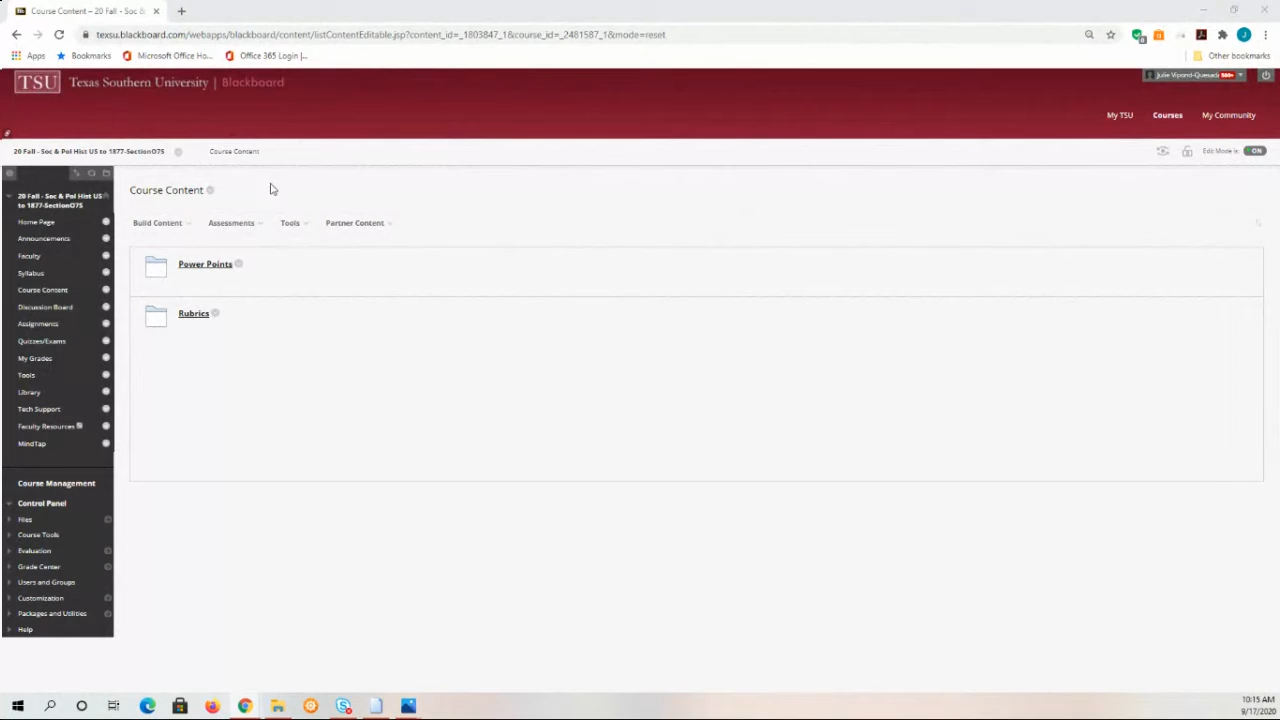 Course Content – 20 Fall - Soc &
texsu.blackboard.com/webapps/blackboard/content/listContentEditable.jsp?content_id=_1803847_1&course_id=_2481587_1&mode=reset
J
Apps
Bookmarks
Microsoft Office Ho...
Office 365 Login |...
Other bookmarks
TSU Texas Southern University | Blackboard
Julie Vipond-Quesada 500+
My TSU
Courses
My Community
20 Fall - Soc & Pol Hist US to 1877-SectionO7S
Course Content
Edit Mode is: ON
20 Fall - Soc & Pol Hist US
to 1877-SectionO7S
Home Page
Announcements
Faculty
Syllabus
Course Content
Discussion Board
Assignments
Quizzes/Exams
My Grades
Tools
Library
Tech Support
Faculty Resources
MindTap
Course Management
Control Panel
Files
Course Tools
Evaluation
Grade Center
Users and Groups
Customization
Packages and Utilities
Help
Course Content
Build Content
Assessments
Tools
Partner Content
Power Points
Rubrics
10:15 AM
9/17/2020